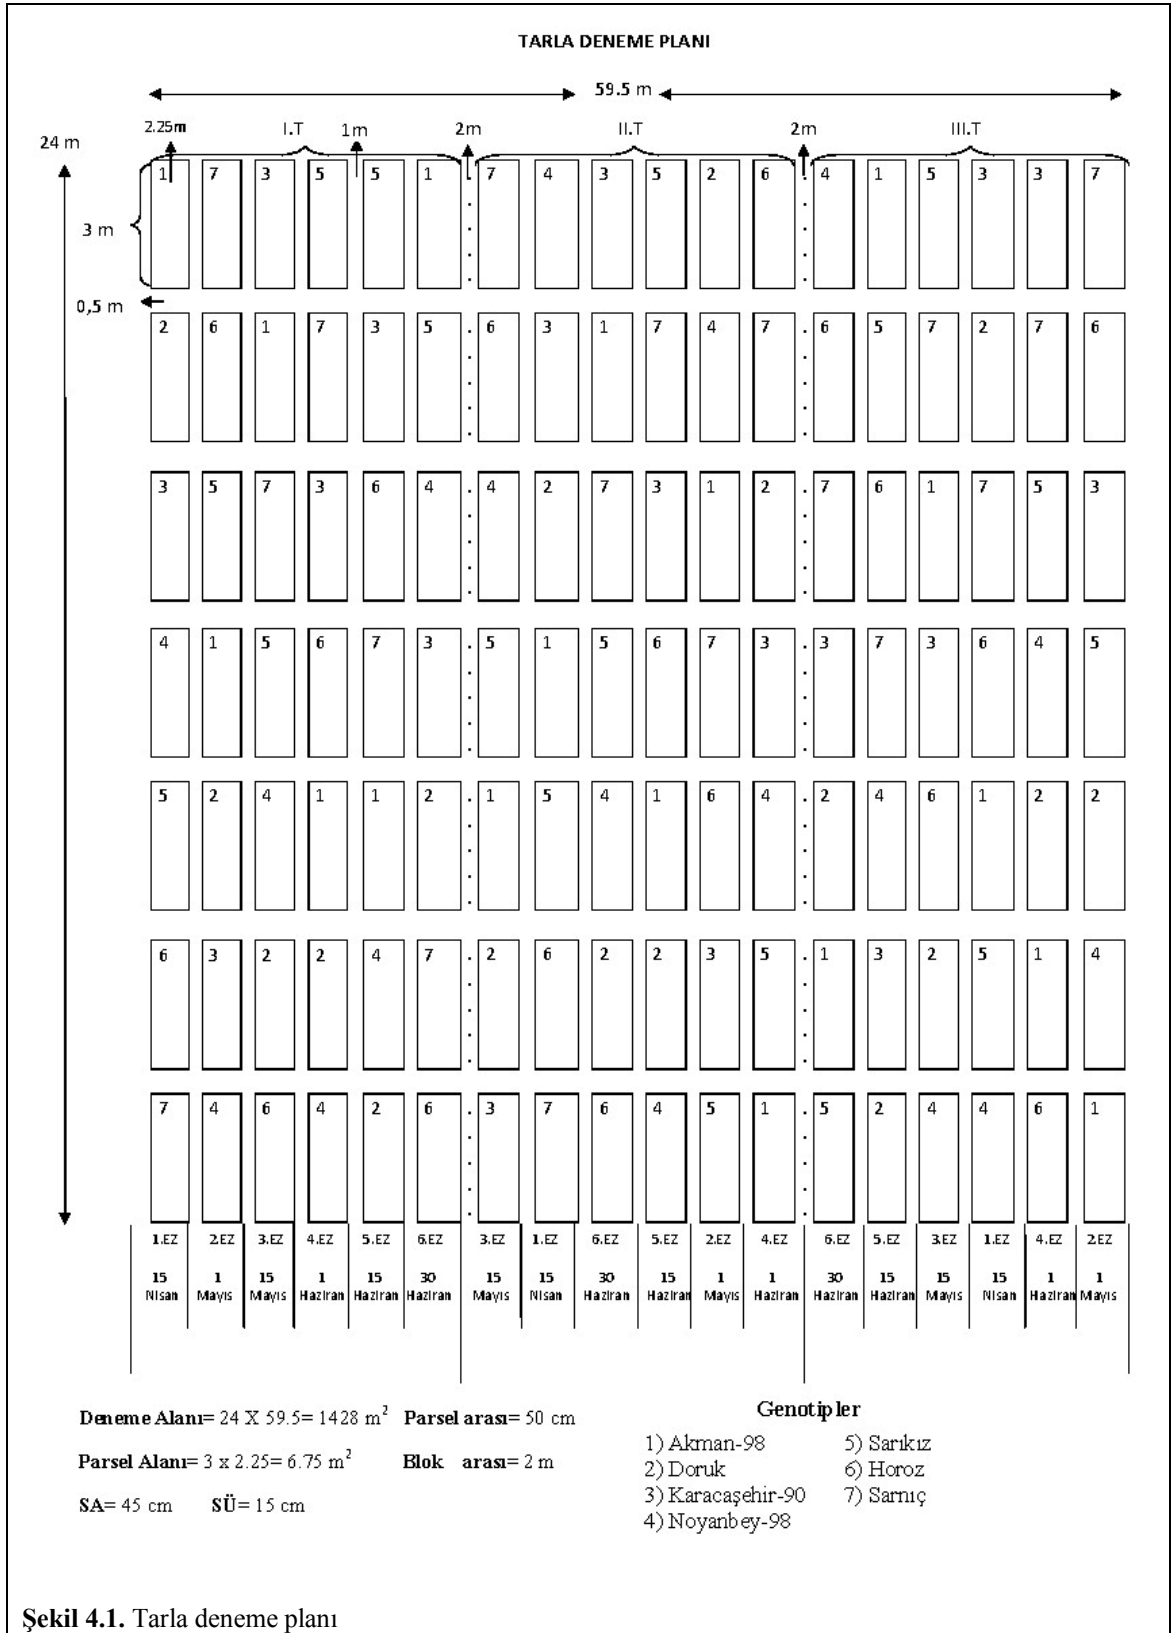 TARLA DENEME PLANI
59.5 m
24 m
2.25m I.T 1m 2m II.T 2m III.T
1 7 3 5 5 1 7 4 3 5 2 6 4 1 5 3 3 7
3 m
0,5 m
2 6 1 7 3 5 6 3 1 7 4 7 6 5 7 2 7 6
3 5 7 3 6 4 4 2 7 3 1 2 7 6 1 7 5 3
4 1 5 6 7 3 5 1 5 6 7 3 3 7 3 6 4 5
5 2 4 1 1 2 1 5 4 1 6 4 2 4 6 1 2 2
6 3 2 2 4 7 2 6 2 2 3 5 1 3 2 5 1 4
7 4 6 4 2 6 3 7 6 4 5 1 5 2 4 4 6 1
1.EZ 2.EZ 3.EZ 4.EZ 5.EZ 6.EZ 3.EZ 1.EZ 6.EZ 5.EZ 2.EZ 4.EZ 6.EZ 5.EZ 3.EZ 1.EZ 4.EZ 2.EZ
15 1 15 1 15 30 15 15 30 15 1 1 30 15 15 15 1 1
Nisan Mayıs Mayıs Haziran Haziran Haziran Mayıs Nisan Haziran Haziran Mayıs Haziran Haziran Haziran Mayıs Nisan Haziran Mayıs
Deneme Alanı= 24 X 59.5= 1428 m² Parsel arası= 50 cm
Parsel Alanı= 3 x 2.25= 6.75 m² Blok arası= 2 m
SA= 45 cm SÜ= 15 cm
Genotipler
1) Akman-98 5) Sarıkız
2) Doruk 6) Horoz
3) Karacaşehir-90 7) Sarnıç
4) Noyanbey-98
Şekil 4.1. Tarla deneme planı